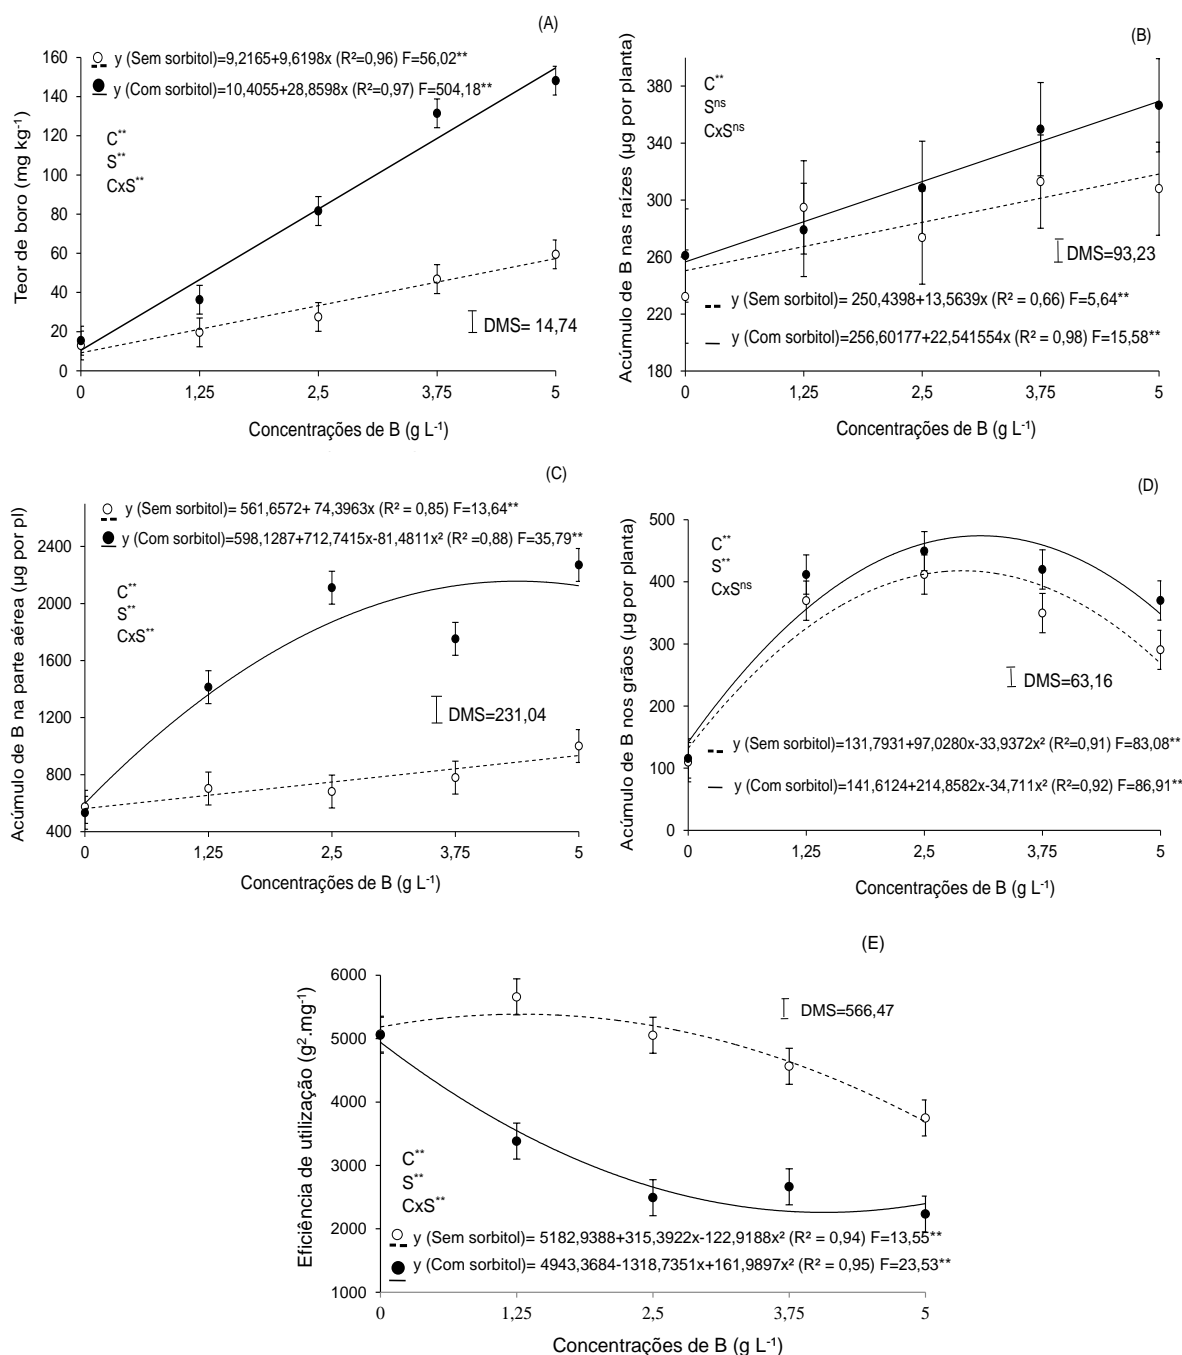 (A)
y (Sem sorbitol)=9,2165+9,6198x (R²=0,96) F=56,02**
y (Com sorbitol)=10,4055+28,8598x (R²=0,97) F=504,18**
C**
S**
CxS**
DMS= 14,74
Teor de boro (mg kg⁻¹)
160
140
120
100
80
60
40
20
0
0 1,25 2,5 3,75 5
Concentrações de B (g L⁻¹)
(B)
C**
Sⁿˢ
CxSⁿˢ
DMS=93,23
y (Sem sorbitol)= 250,4398+13,5639x (R² = 0,66) F=5,64**
y (Com sorbitol)=256,60177+22,541554x (R² = 0,98) F=15,58**
Acúmulo de B nas raízes (µg por planta)
380
340
300
260
220
180
0 1,25 2,5 3,75 5
Concentrações de B (g L⁻¹)
(C)
y (Sem sorbitol)= 561,6572+ 74,3963x (R² = 0,85) F=13,64**
y (Com sorbitol)=598,1287+712,7415x-81,4811x² (R² =0,88) F=35,79**
C**
S**
CxS**
DMS=231,04
Acúmulo de B na parte aérea (µg por pl)
2400
2000
1600
1200
800
400
0 1,25 2,5 3,75 5
Concentrações de B (g L⁻¹)
(D)
C**
S**
CxSⁿˢ
DMS=63,16
y (Sem sorbitol)=131,7931+97,0280x-33,9372x² (R²=0,91) F=83,08**
y (Com sorbitol)=141,6124+214,8582x-34,711x² (R²=0,92) F=86,91**
Acúmulo de B nos grãos (µg por planta)
500
400
300
200
100
0
0 1,25 2,5 3,75 5
Concentrações de B (g L⁻¹)
(E)
DMS=566,47
C**
S**
CxS**
y (Sem sorbitol)= 5182,9388+315,3922x-122,9188x² (R² = 0,94) F=13,55**
y (Com sorbitol)= 4943,3684-1318,7351x+161,9897x² (R² = 0,95) F=23,53**
Eficiência de utilização (g² .mg⁻¹)
6000
5000
4000
3000
2000
1000
0 1,25 2,5 3,75 5
Concentrações de B (g L⁻¹)